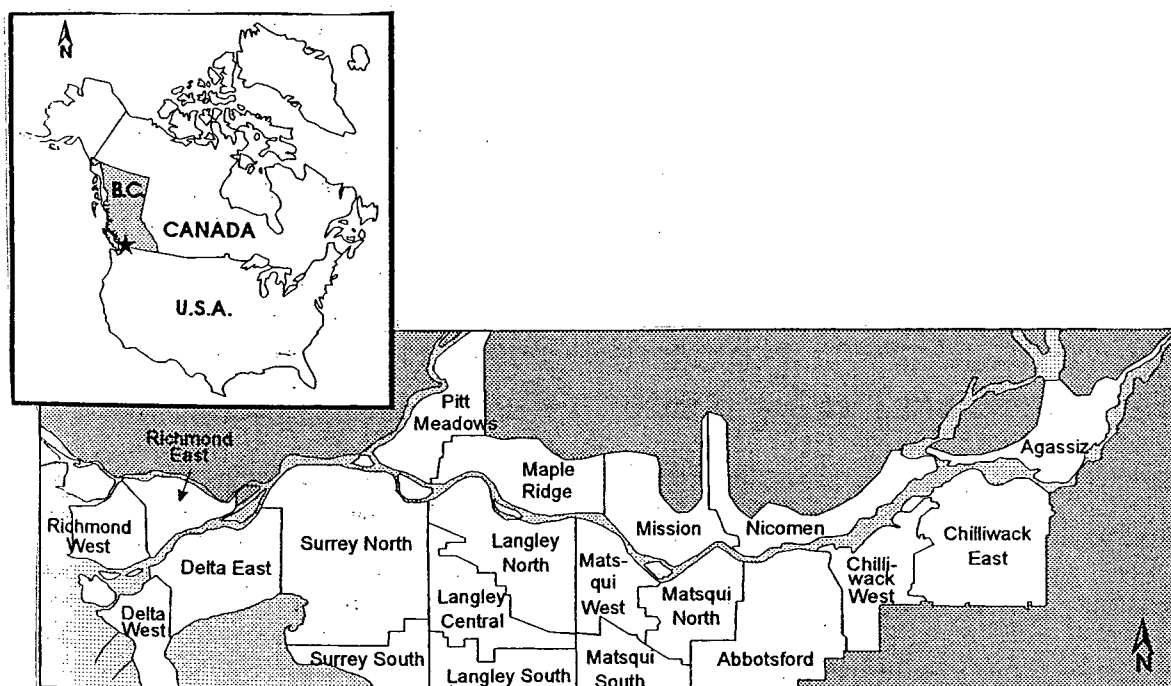 N
B.C.
CANADA
U.S.A.
Pitt
Meadows
Richmond
East
Agassiz
Maple
Ridge
Richmond
West
Mission
Nicomen
Chilliwack
East
Surrey North
Langley
North
Delta East
Mats-
qui
West
Chilli-
wack
West
Matsqui
North
Langley
Central
Delta
West
Surrey South
Langley South
Matsqui
South
Abbotsford
N